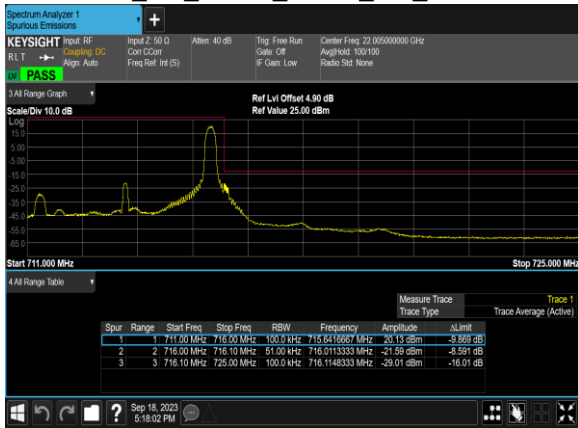 Spectrum Analyzer 1
Spurious Emissions
KEYSIGHT Input: RF
R L T Coupling: DC
Align: Auto
Input Z: 50 Ω
Corr CCorr
Freq Ref: Int (S)
Atten: 40 dB
Trig: Free Run
Gate: Off
IF Gain: Low
Center Freq: 22.005000000 GHz
Avg|Hold: 100/100
Radio Std: None
PASS
3 All Range Graph
Scale/Div 10.0 dB
Ref Lvl Offset 4.90 dB
Ref Value 25.00 dBm
Log
15.0
5.00
-5.00
-15.0
-25.0
-35.0
-45.0
-55.0
-65.0
Start 711.000 MHz
Stop 725.000 MHz
4 All Range Table
Measure Trace Trace 1
Trace Type Trace Average (Active)
Spur Range Start Freq Stop Freq RBW Frequency Amplitude ΔLimit
1 1 711.00 MHz 716.00 MHz 100.0 kHz 715.6416667 MHz 20.13 dBm -9.869 dB
2 2 716.00 MHz 716.10 MHz 51.00 kHz 716.0113333 MHz -21.59 dBm -8.591 dB
3 3 716.10 MHz 725.00 MHz 100.0 kHz 716.1148333 MHz -29.01 dBm -16.01 dB
Sep 18, 2023
5:18:02 PM